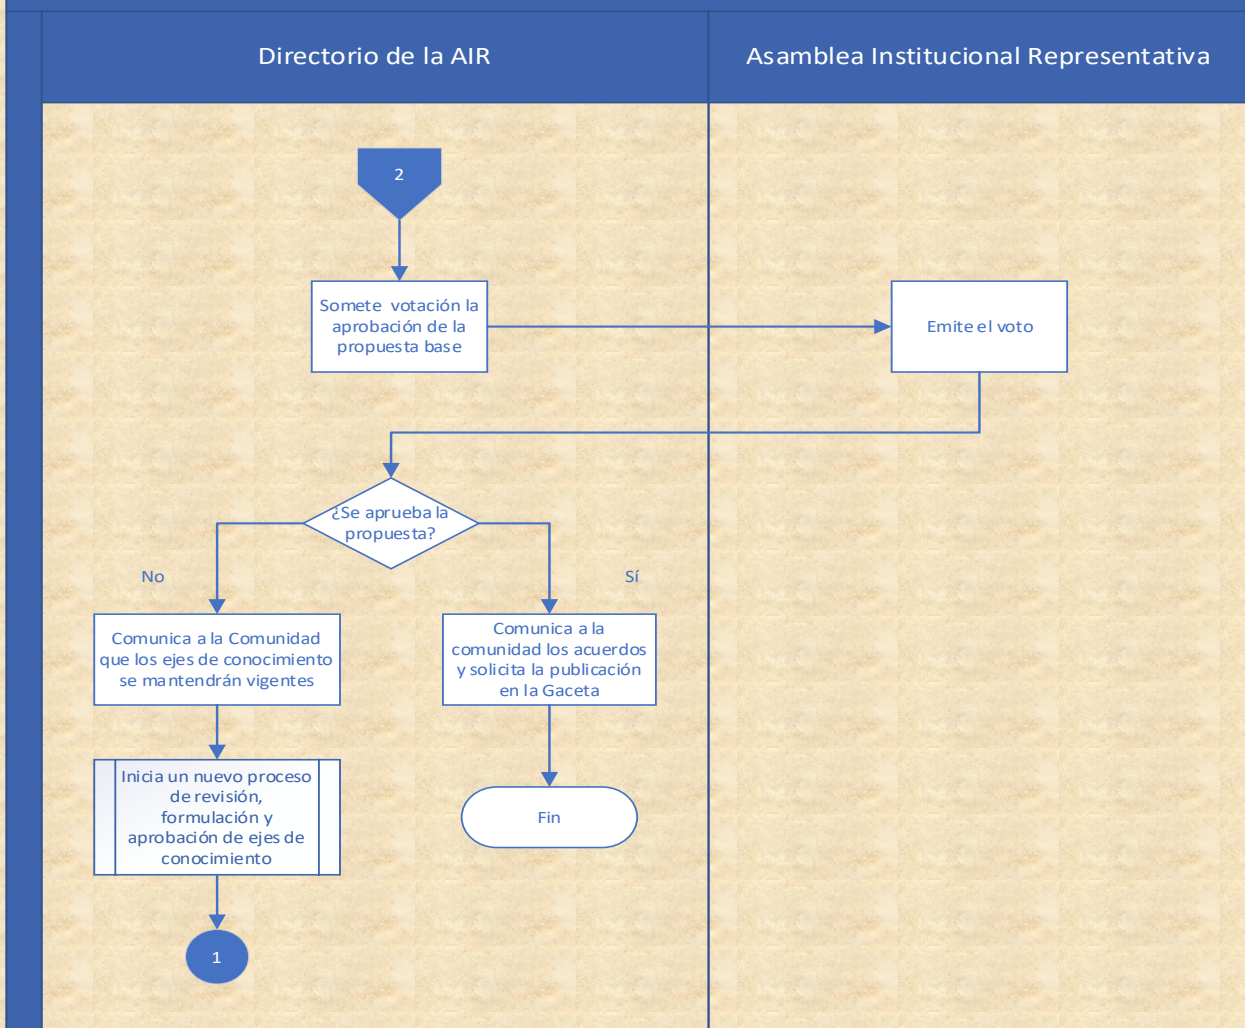 Directorio de la AIR
Asamblea Institucional Representativa
2
Somete votación la
aprobación de la
propuesta base
Emite el voto
¿Se aprueba la
propuesta?
No
Sí
Comunica a la Comunidad
que los ejes de conocimiento
se mantendrán vigentes
Comunica a la
comunidad los acuerdos
y solicita la publicación
en la Gaceta
Inicia un nuevo proceso
de revisión,
formulación y
aprobación de ejes de
conocimiento
Fin
1